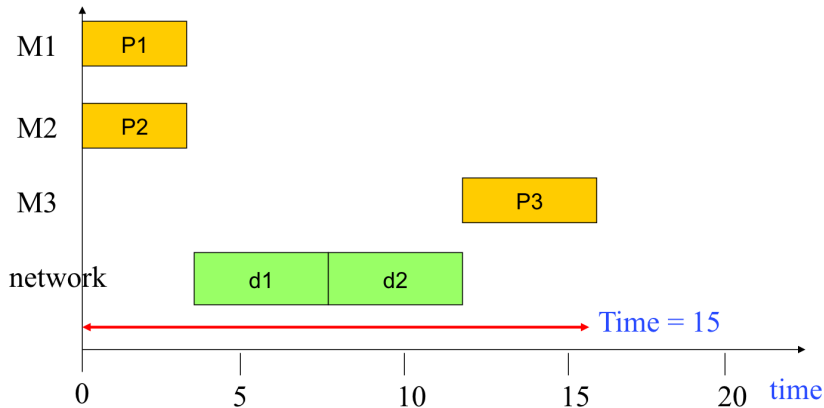 M1 P1
M2 P2
M3 P3
network d1 d2
Time = 15
0 5 10 15 20 time